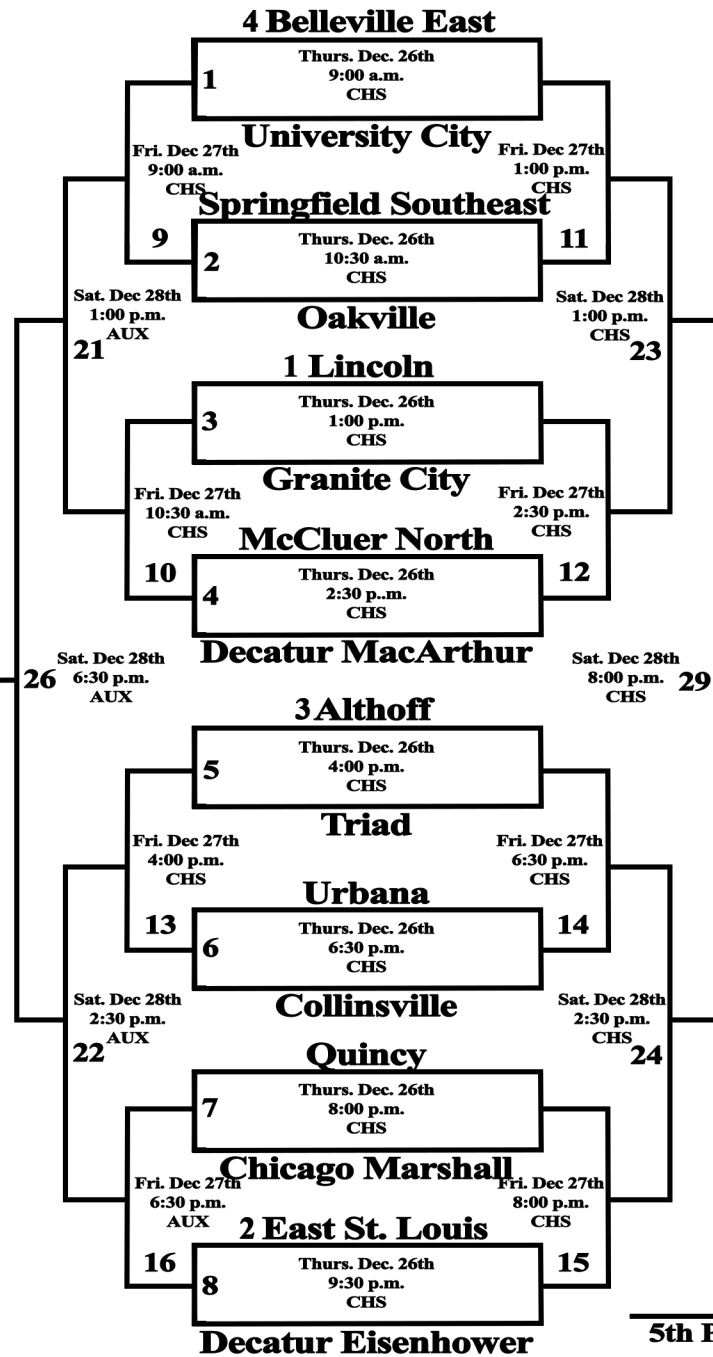 4 Belleville East
Thurs. Dec. 26th
9:00 a.m.
CHS
1
University City
Fri. Dec 27th
9:00 a.m.
CHS
9
Fri. Dec 27th
1:00 p.m.
CHS
11
Springfield Southeast
Thurs. Dec. 26th
10:30 a.m.
CHS
2
Oakville
Sat. Dec 28th
1:00 p.m.
AUX
21
Sat. Dec 28th
1:00 p.m.
CHS
23
1 Lincoln
Thurs. Dec. 26th
1:00 p.m.
CHS
3
Granite City
Fri. Dec 27th
10:30 a.m.
CHS
10
Fri. Dec 27th
2:30 p.m.
CHS
12
McCluer North
Thurs. Dec. 26th
2:30 p..m.
CHS
4
Decatur MacArthur
26
Sat. Dec 28th
6:30 p.m.
AUX
Sat. Dec 28th
8:00 p.m.
CHS
29
3 Althoff
Thurs. Dec. 26th
4:00 p.m.
CHS
5
Triad
Fri. Dec 27th
4:00 p.m.
CHS
13
Fri. Dec 27th
6:30 p.m.
CHS
14
Urbana
Thurs. Dec. 26th
6:30 p.m.
CHS
6
Collinsville
Sat. Dec 28th
2:30 p.m.
AUX
22
Sat. Dec 28th
2:30 p.m.
CHS
24
Quincy
Thurs. Dec. 26th
8:00 p.m.
CHS
7
Chicago Marshall
Fri. Dec 27th
6:30 p.m.
AUX
16
Fri. Dec 27th
8:00 p.m.
CHS
15
2 East St. Louis
Thurs. Dec. 26th
9:30 p.m.
CHS
8
Decatur Eisenhower
5th